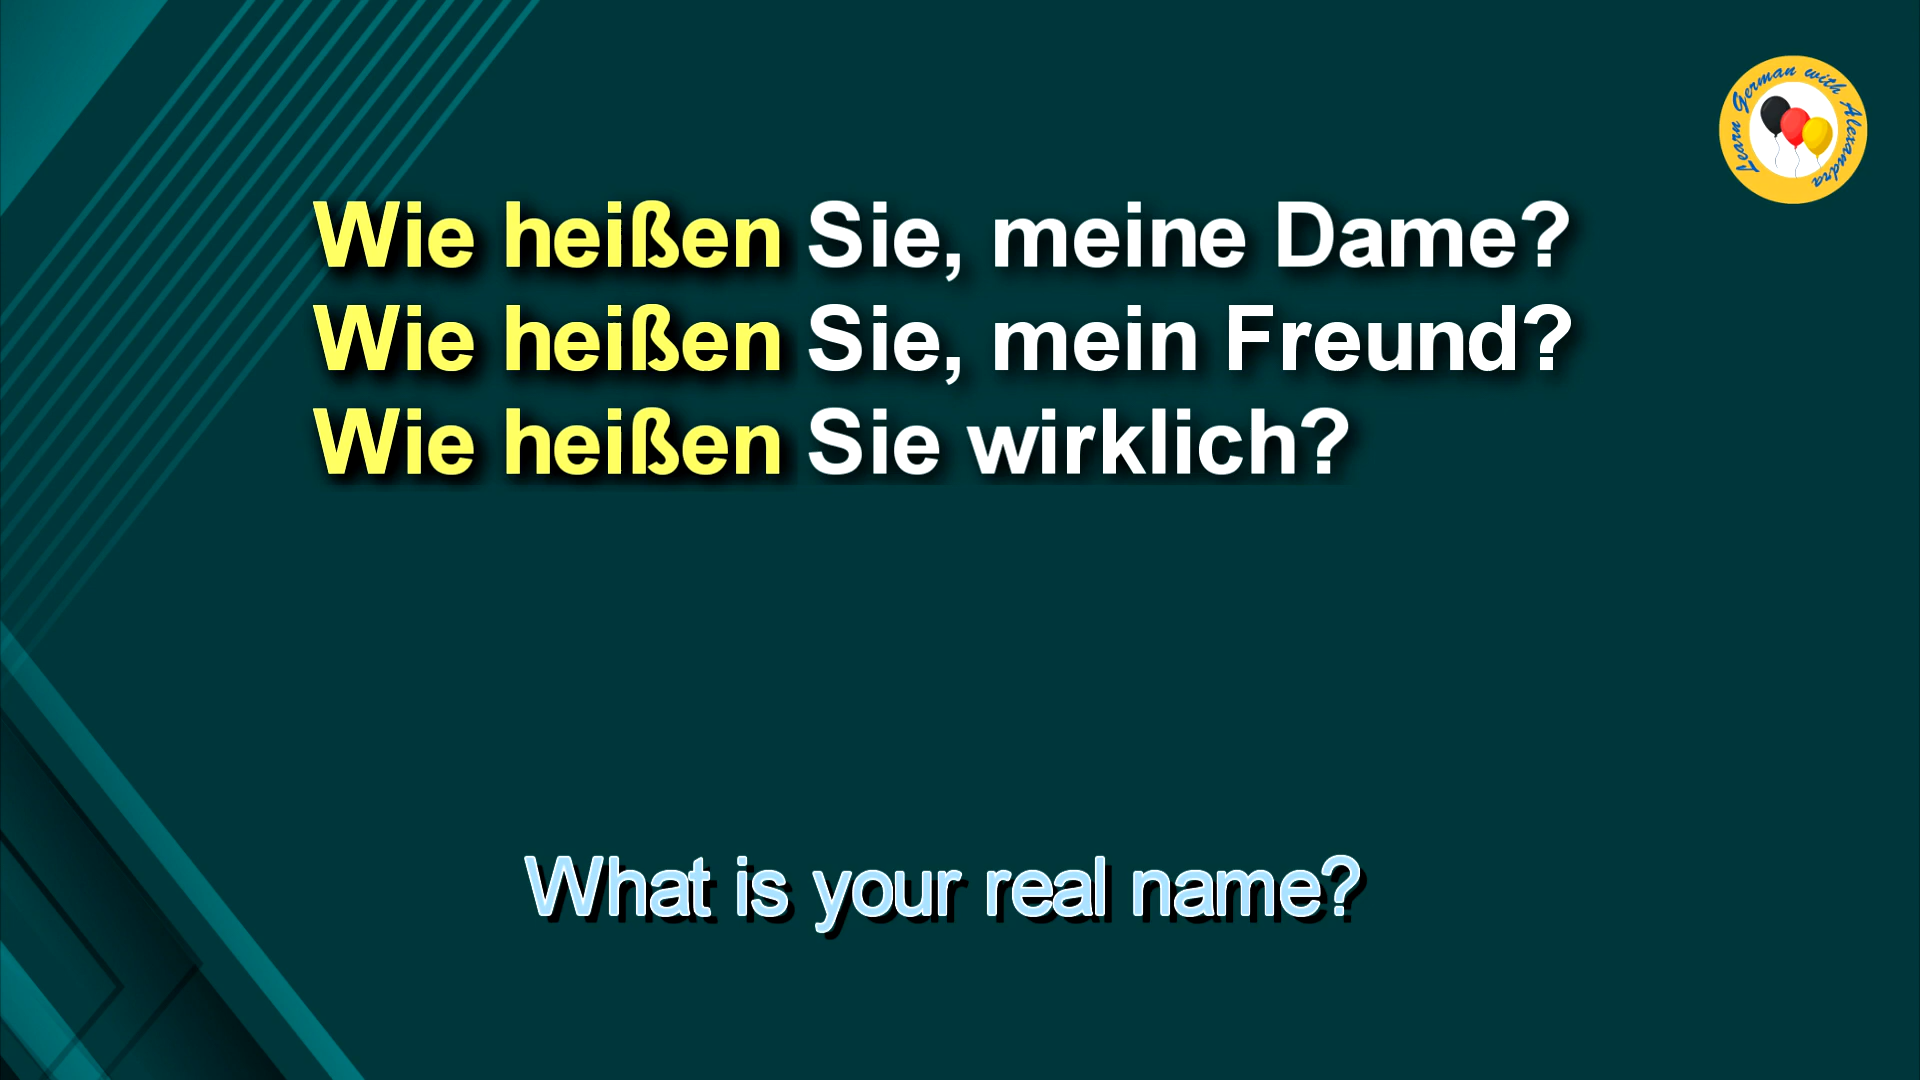 Learn German with Alexandra
Wie heißen Sie, meine Dame?
Wie heißen Sie, mein Freund?
Wie heißen Sie wirklich?
What is your real name?